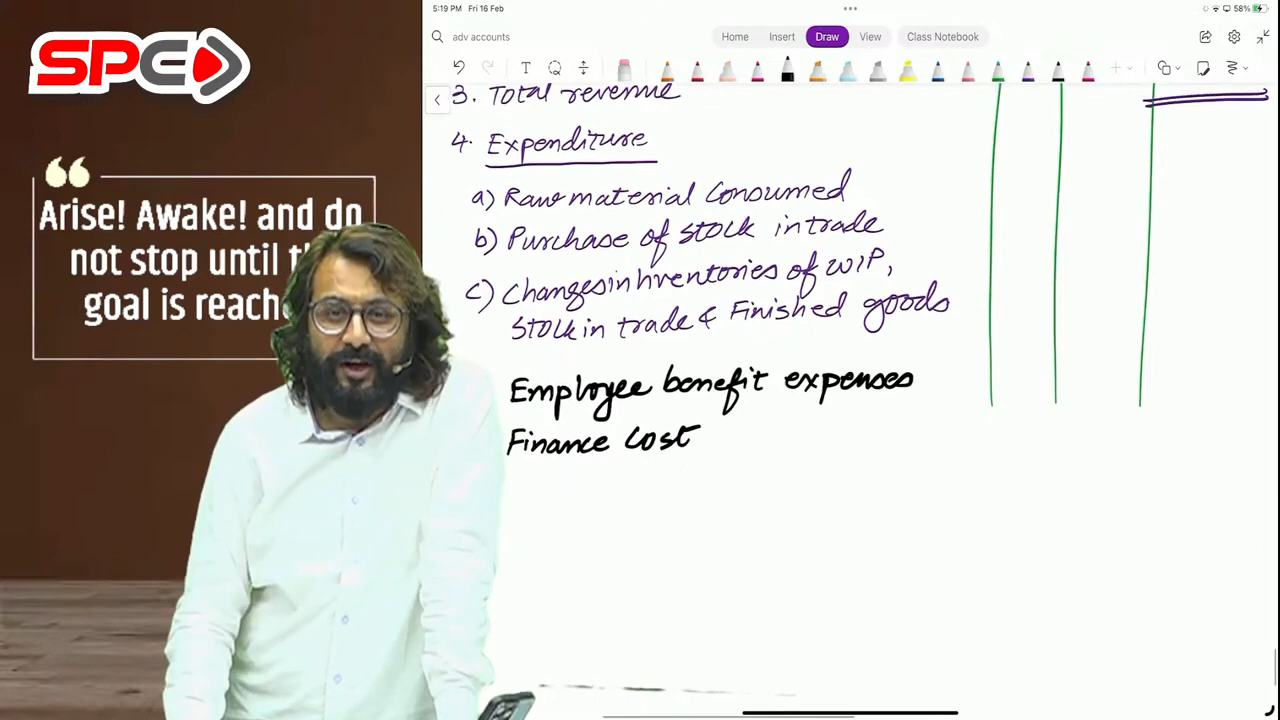 5:19 PM Fri 16 Feb
58%
adv accounts
Home Insert Draw View Class Notebook
SPE
Arise! Awake! and do
not stop until t
goal is reache
3. Total revenue
4. Expenditure
a) Raw material Consumed
b) Purchase of Stock in trade
c) Changes in Inventories of WIP,
Stock in trade & Finished goods
Employee benefit expenses
Finance Cost